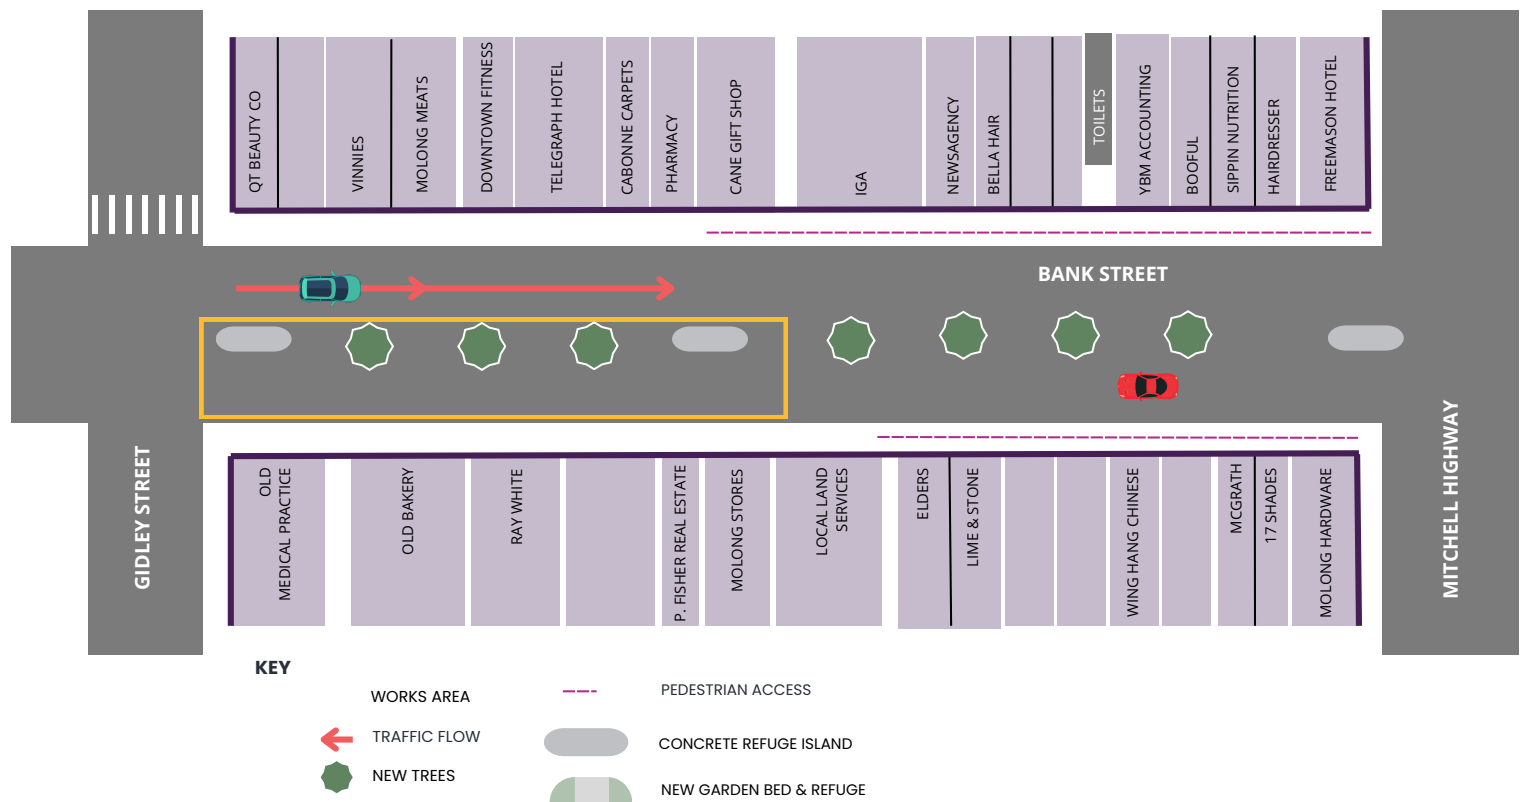 QT BEAUTY CO
VINNIES
MOLONG MEATS
DOWNTOWN FITNESS
TELEGRAPH HOTEL
CABONNE CARPETS
PHARMACY
CANE GIFT SHOP
IGA
NEWSAGENCY
BELLA HAIR
TOILETS
YBM ACCOUNTING
BOOFUL
SIPPIN NUTRITION
HAIRDRESSER
FREEMASON HOTEL
BANK STREET
GIDLEY STREET
OLD
MEDICAL PRACTICE
OLD BAKERY
RAY WHITE
P. FISHER REAL ESTATE
MOLONG STORES
LOCAL LAND
SERVICES
ELDERS
LIME & STONE
WING HANG CHINESE
MCGRATH
17 SHADES
MOLONG HARDWARE
MITCHELL HIGHWAY
KEY
WORKS AREA
TRAFFIC FLOW
NEW TREES
PEDESTRIAN ACCESS
CONCRETE REFUGE ISLAND
NEW GARDEN BED & REFUGE